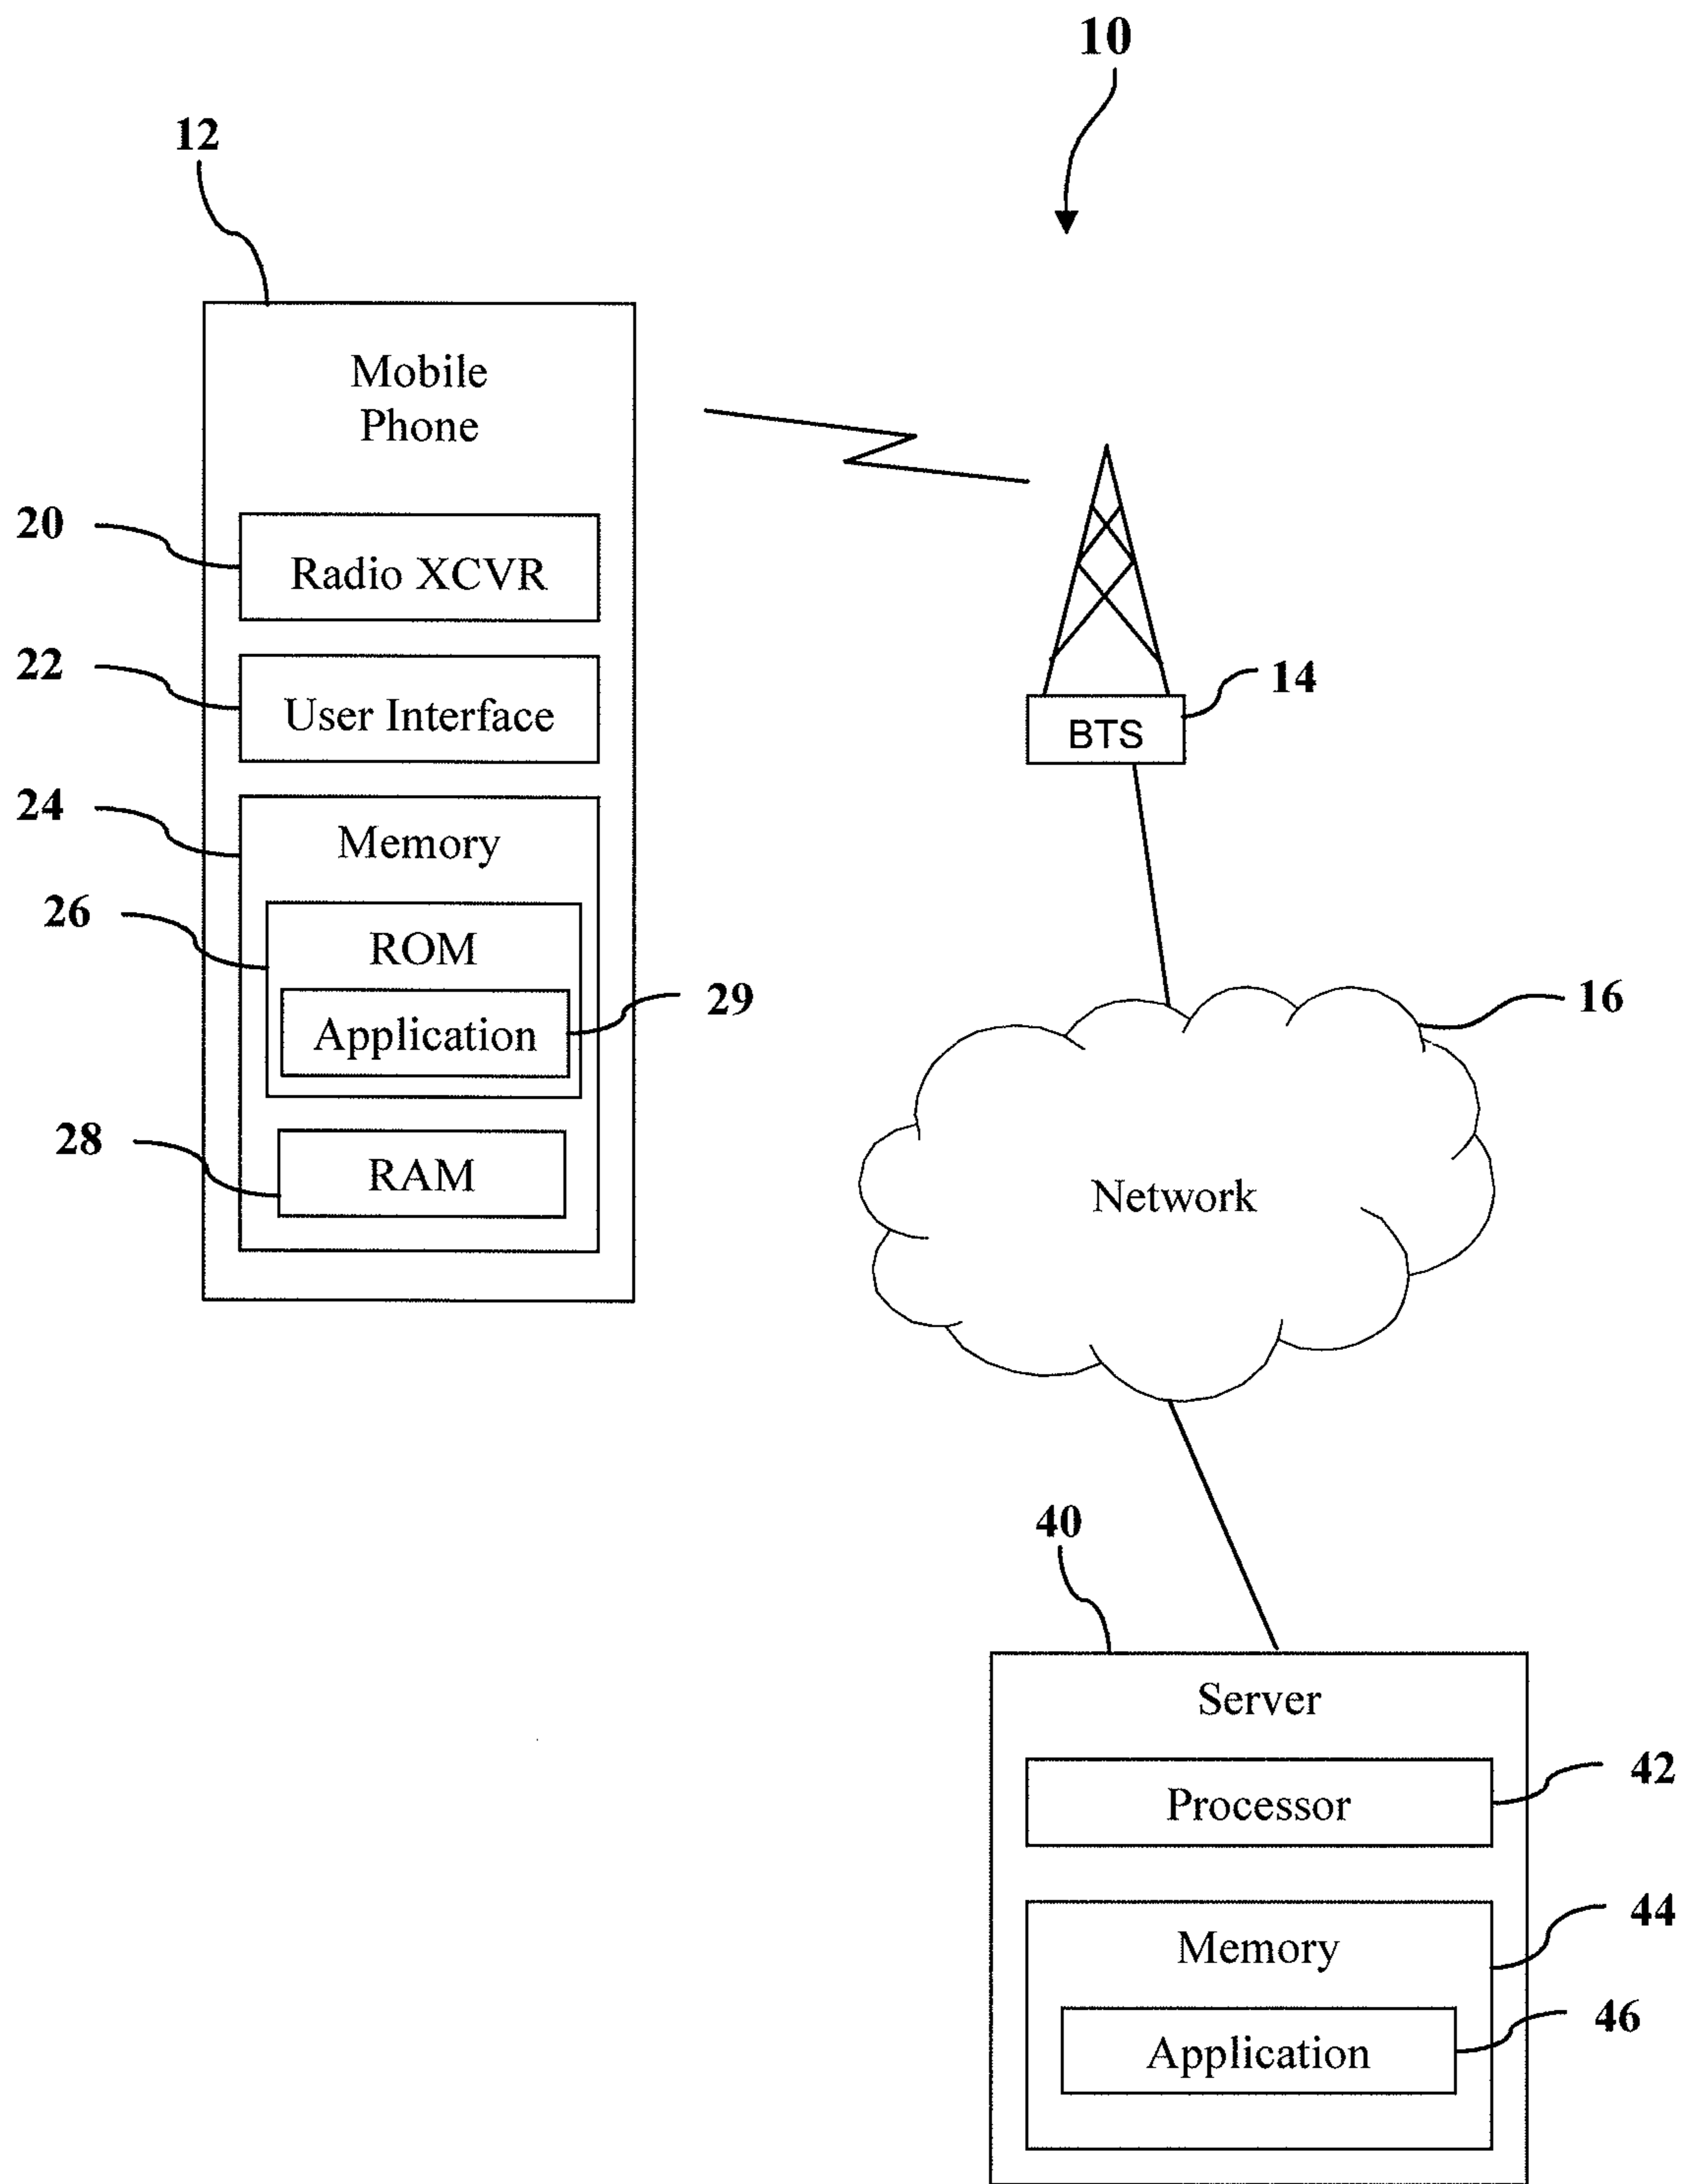 10
12
Mobile
Phone
20
Radio XCVR
22
User Interface
14
BTS
24
Memory
26
ROM
29
Application
16
28
RAM
Network
40
Server
42
Processor
44
Memory
46
Application